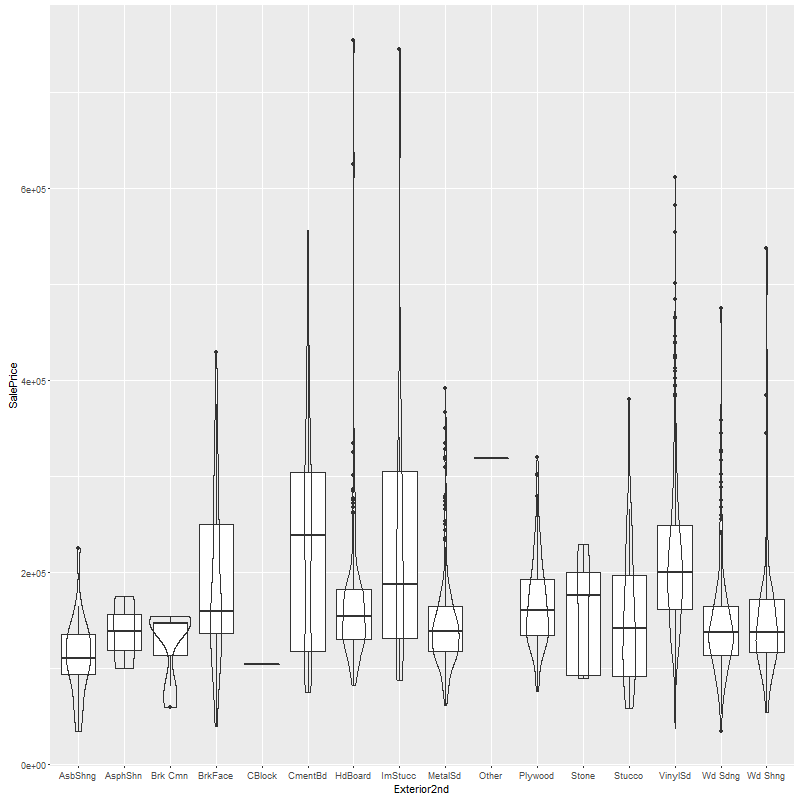 SalePrice
6e+05
4e+05
2e+05
0e+00
AsbShng AsphShn Brk Cmn BrkFace CBlock CmentBd HdBoard ImStucc MetalSd Other Plywood Stone Stucco VinylSd Wd Sdng Wd Shng
Exterior2nd